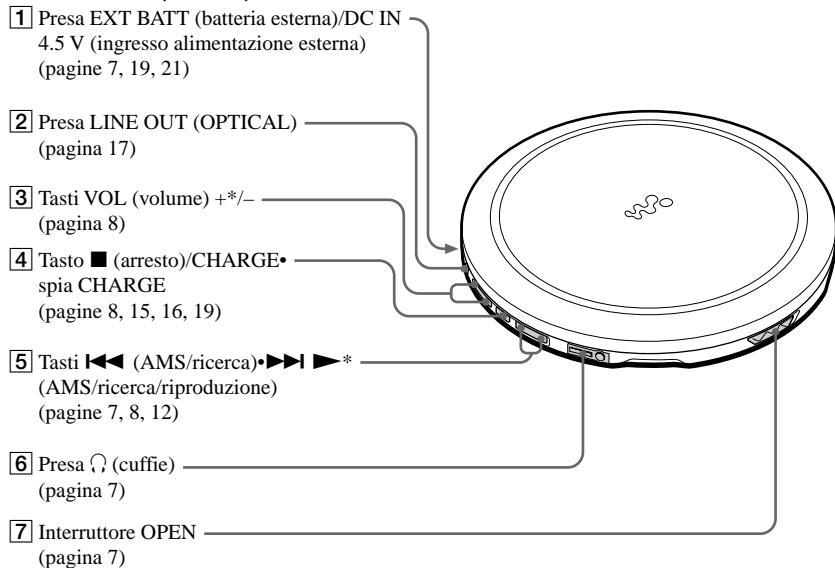 1 Presa EXT BATT (batteria esterna)/DC IN
4.5 V (ingresso alimentazione esterna)
(pagine 7, 19, 21)
2 Presa LINE OUT (OPTICAL)
(pagina 17)
3 Tasti VOL (volume) +*/–
(pagina 8)
4 Tasto ■ (arresto)/CHARGE•
spia CHARGE
(pagine 8, 15, 16, 19)
5 Tasti ⏮ (AMS/ricerca)•⏭ ▶*
(AMS/ricerca/riproduzione)
(pagine 7, 8, 12)
6 Presa 🎧 (cuffie)
(pagina 7)
7 Interruttore OPEN
(pagina 7)